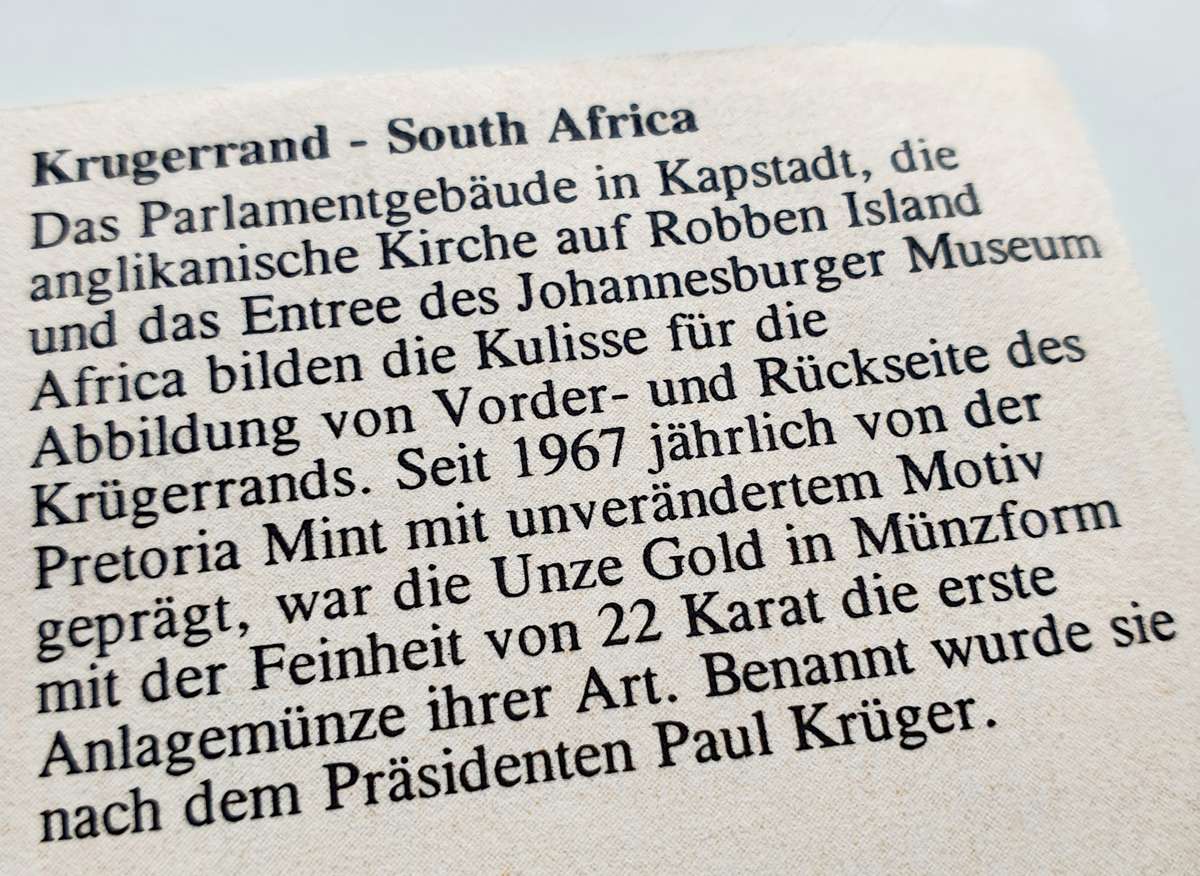 Krugerrand - South Africa
Das Parlamentgebäude in Kapstadt, die
anglikanische Kirche auf Robben Island
und das Entree des Johannesburger Museum
Africa bilden die Kulisse für die
Abbildung von Vorder- und Rückseite des
Krügerrands. Seit 1967 jährlich von der
Pretoria Mint mit unverändertem Motiv
geprägt, war die Unze Gold in Münzform
mit der Feinheit von 22 Karat die erste
Anlagemünze ihrer Art. Benannt wurde sie
nach dem Präsidenten Paul Krüger.